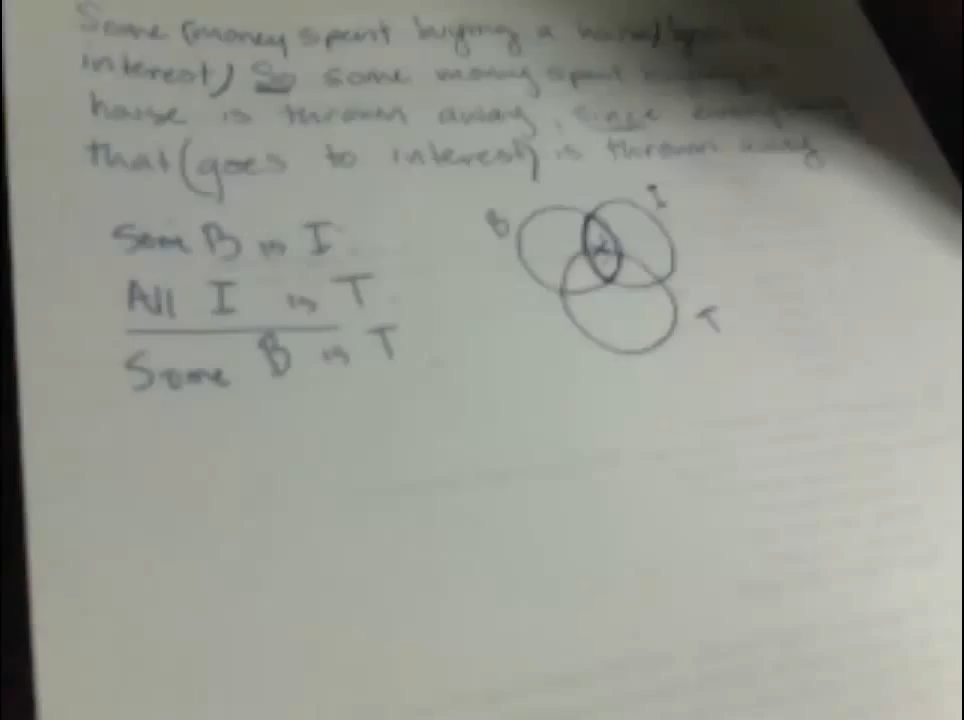 Some (money spent buying a
interest) So some money spent
house is thrown away, since
that (goes to interest) is thrown away
Some B is I
All I is T
Some B is T
B
I
x
T